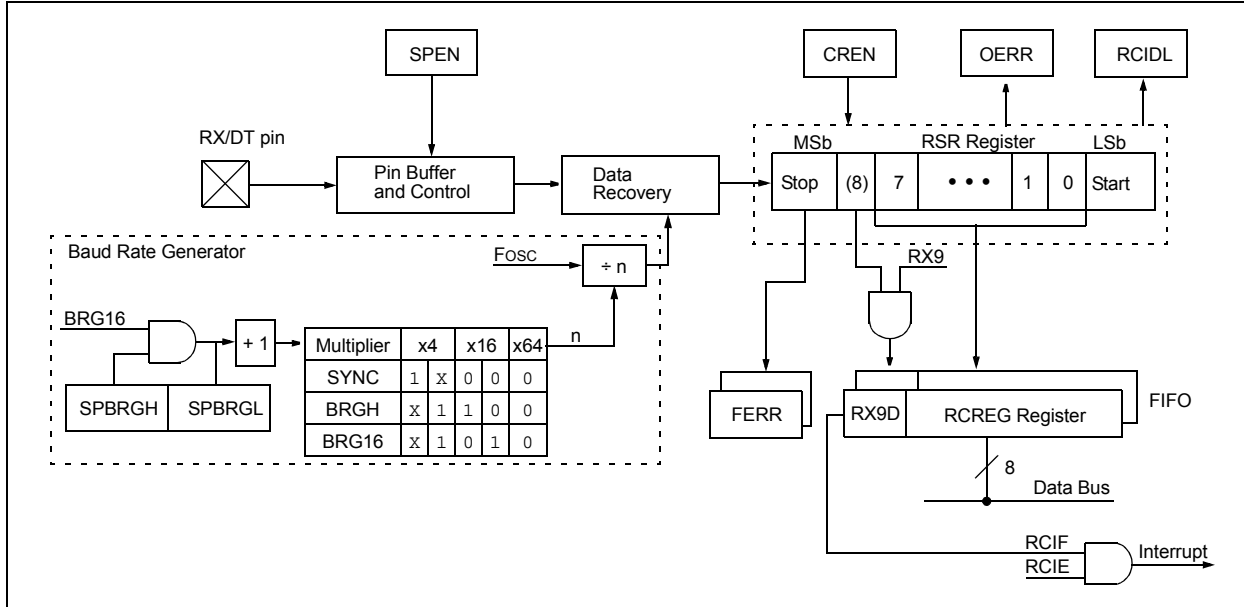 SPEN
CREN
OERR
RCIDL
RX/DT pin
Pin Buffer
and Control
Data
Recovery
MSb RSR Register LSb
Stop (8) 7 • • • 1 0 Start
Baud Rate Generator
FOSC
÷ n
RX9
BRG16
+ 1
n
Multiplier x4 x16 x64
SYNC 1 X 0 0 0
BRGH X 1 1 0 0
BRG16 X 1 0 1 0
SPBRGH SPBRGL
FERR
RX9D RCREG Register
FIFO
8
Data Bus
RCIF
RCIE
Interrupt